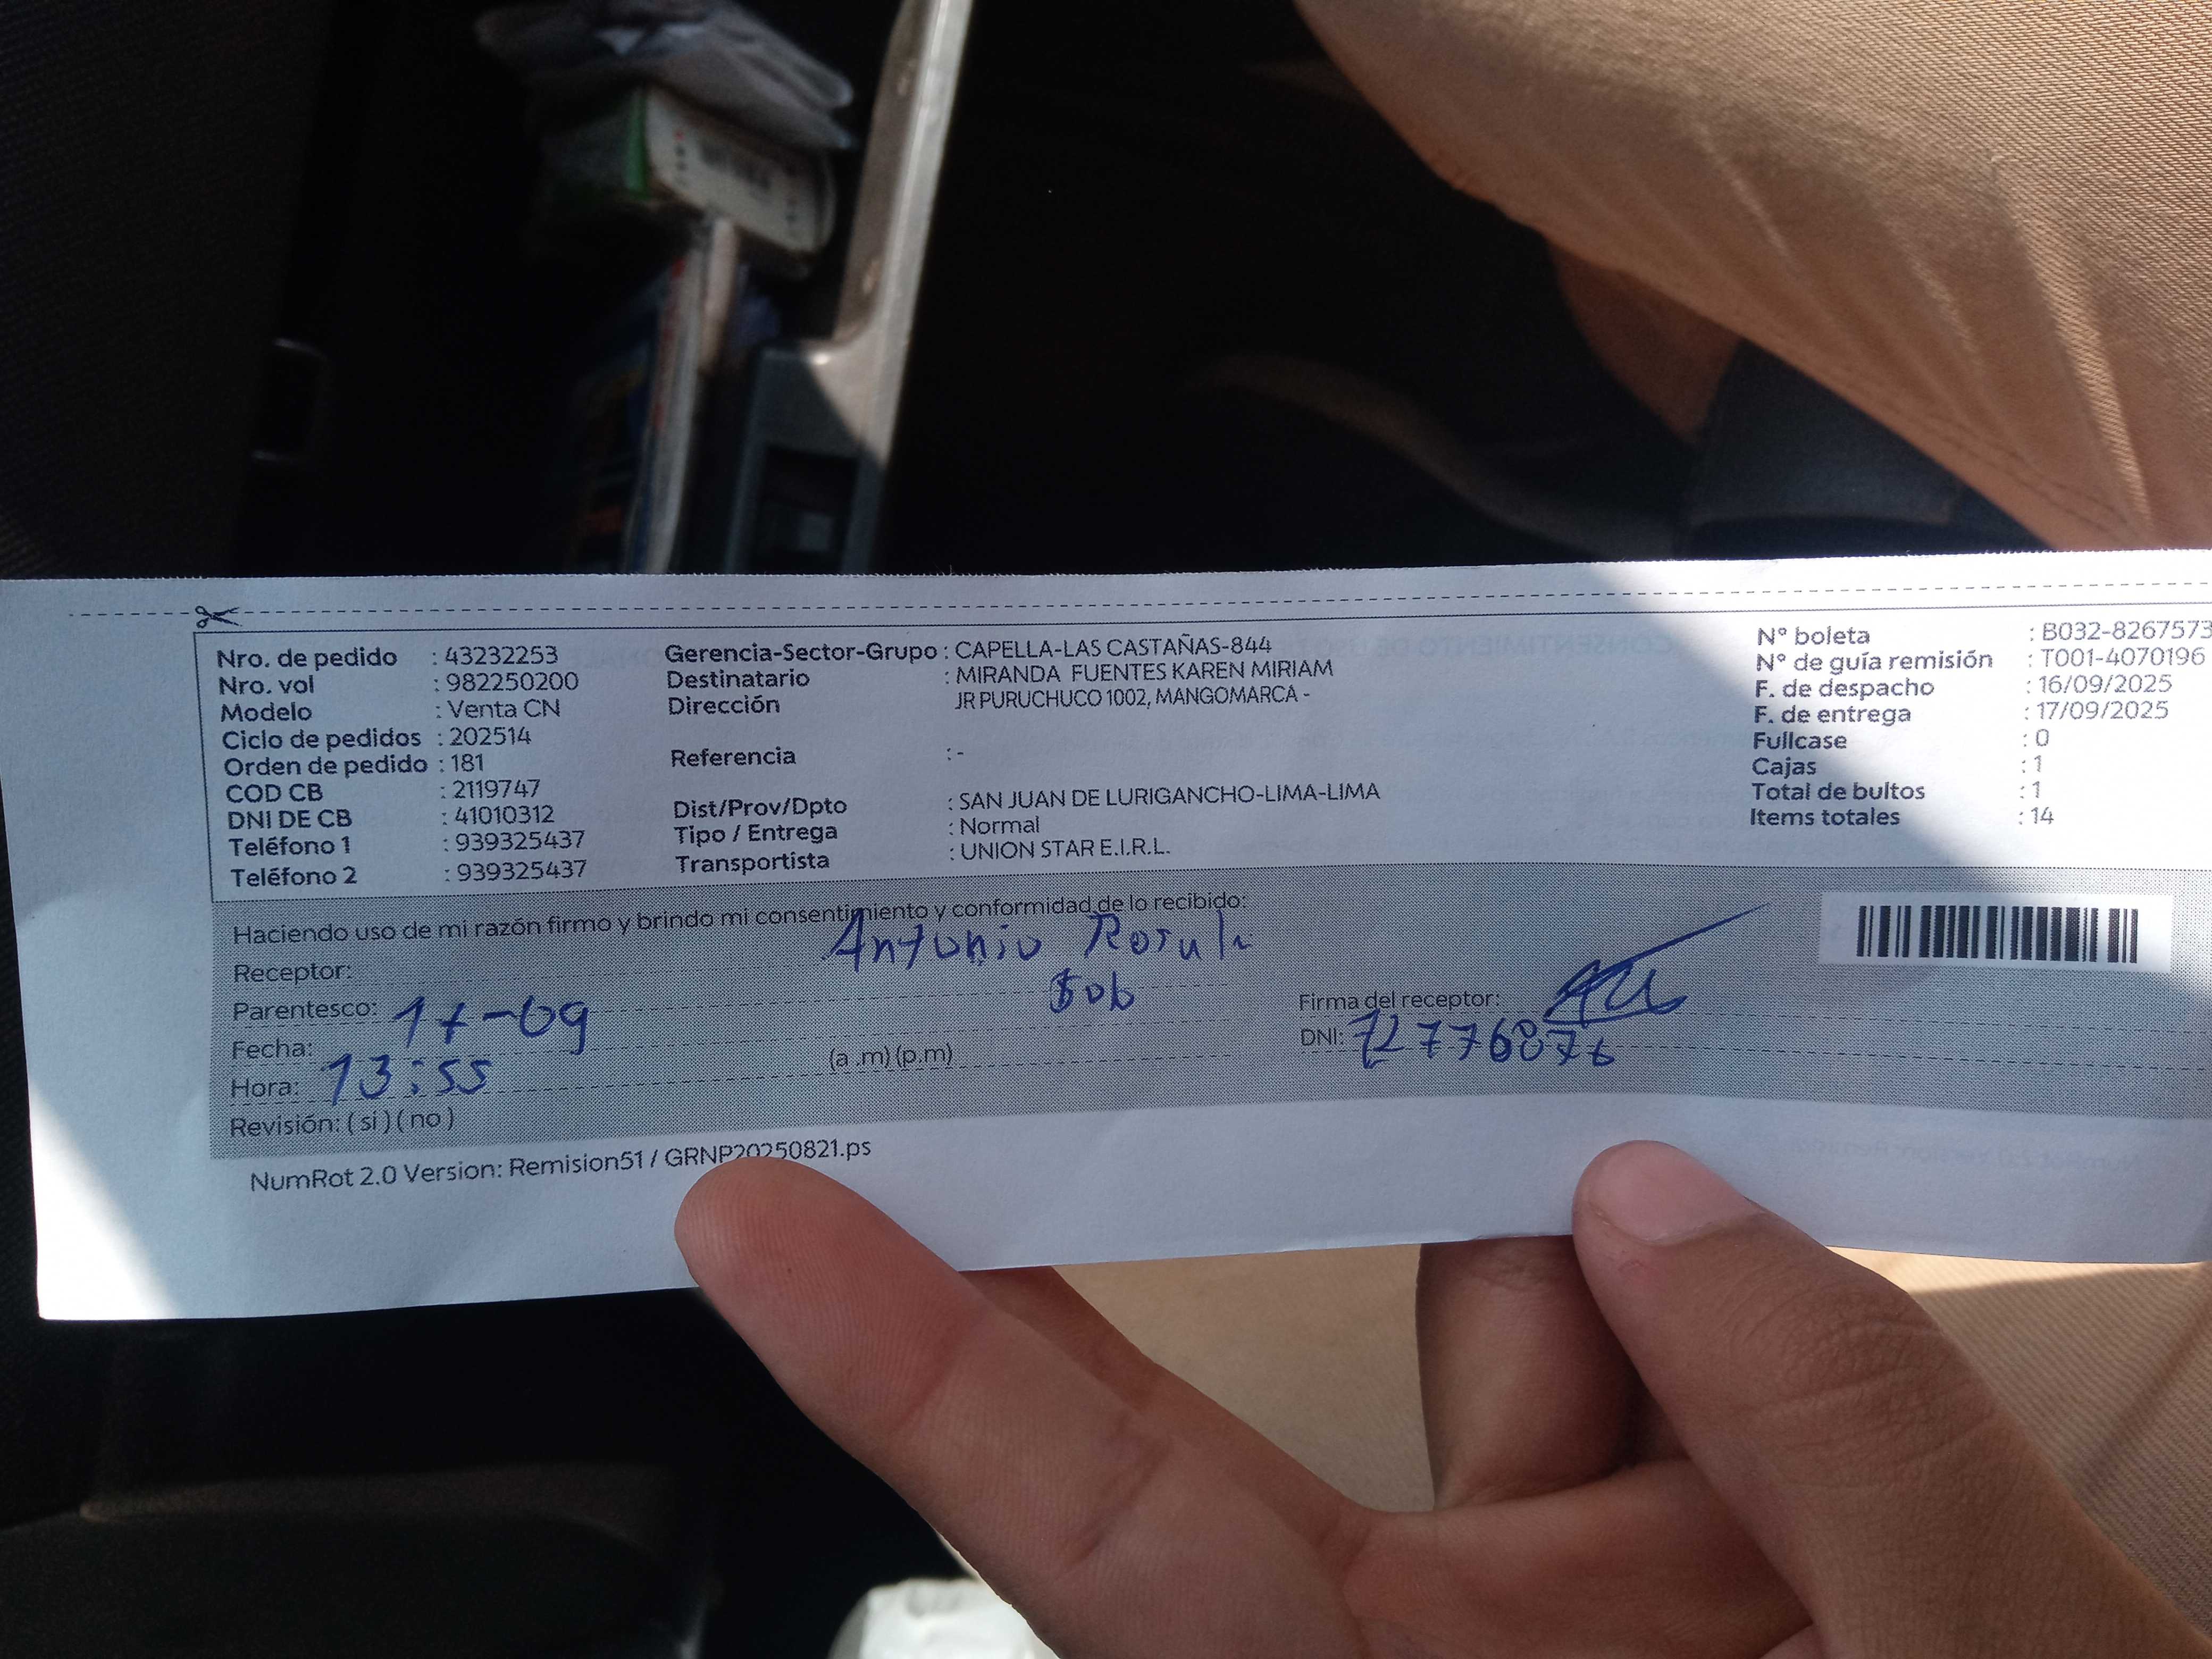 Nro. de pedido : 43232253
Nro. vol : 982250200
Modelo : Venta CN
Ciclo de pedidos : 202514
Orden de pedido : 181
COD CB : 2119747
DNI DE CB : 41010312
Teléfono 1 : 939325437
Teléfono 2 : 939325437
Gerencia-Sector-Grupo : CAPELLA-LAS CASTAÑAS-844
Destinatario : MIRANDA FUENTES KAREN MIRIAM
Dirección JR PURUCHUCO 1002, MANGOMARCA -
Referencia : -
Dist/Prov/Dpto : SAN JUAN DE LURIGANCHO-LIMA-LIMA
Tipo / Entrega : Normal
Transportista : UNION STAR E.I.R.L.
N° boleta : B032-8267573
N° de guía remisión : T001-4070196
F. de despacho : 16/09/2025
F. de entrega : 17/09/2025
Fullcase : 0
Cajas : 1
Total de bultos : 1
Items totales : 14
Haciendo uso de mi razón firmo y brindo mi consentimiento y conformidad de lo recibido:
Receptor: Antonio
Parentesco: Sob
Fecha: 17-09
Hora: 13:55 (a .m) (p.m)
Revisión: ( si ) ( no )
Firma del receptor:
DNI: 72776876
NumRot 2.0 Version: Remision51 / GRNP20250821.ps